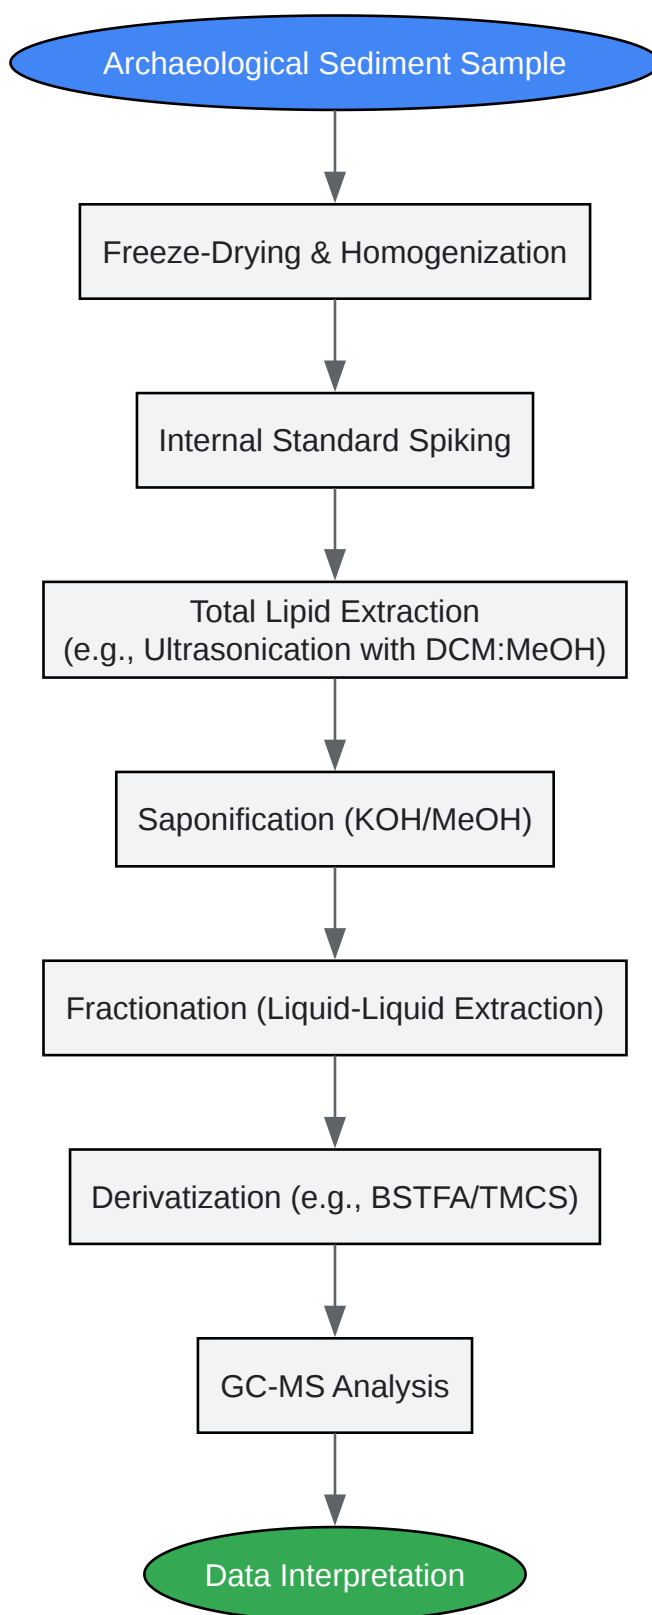 Archaeological Sediment Sample
Freeze-Drying & Homogenization
Internal Standard Spiking
Total Lipid Extraction
(e.g., Ultrasonication with DCM:MeOH)
Saponification (KOH/MeOH)
Fractionation (Liquid-Liquid Extraction)
Derivatization (e.g., BSTFA/TMCS)
GC-MS Analysis
Data Interpretation